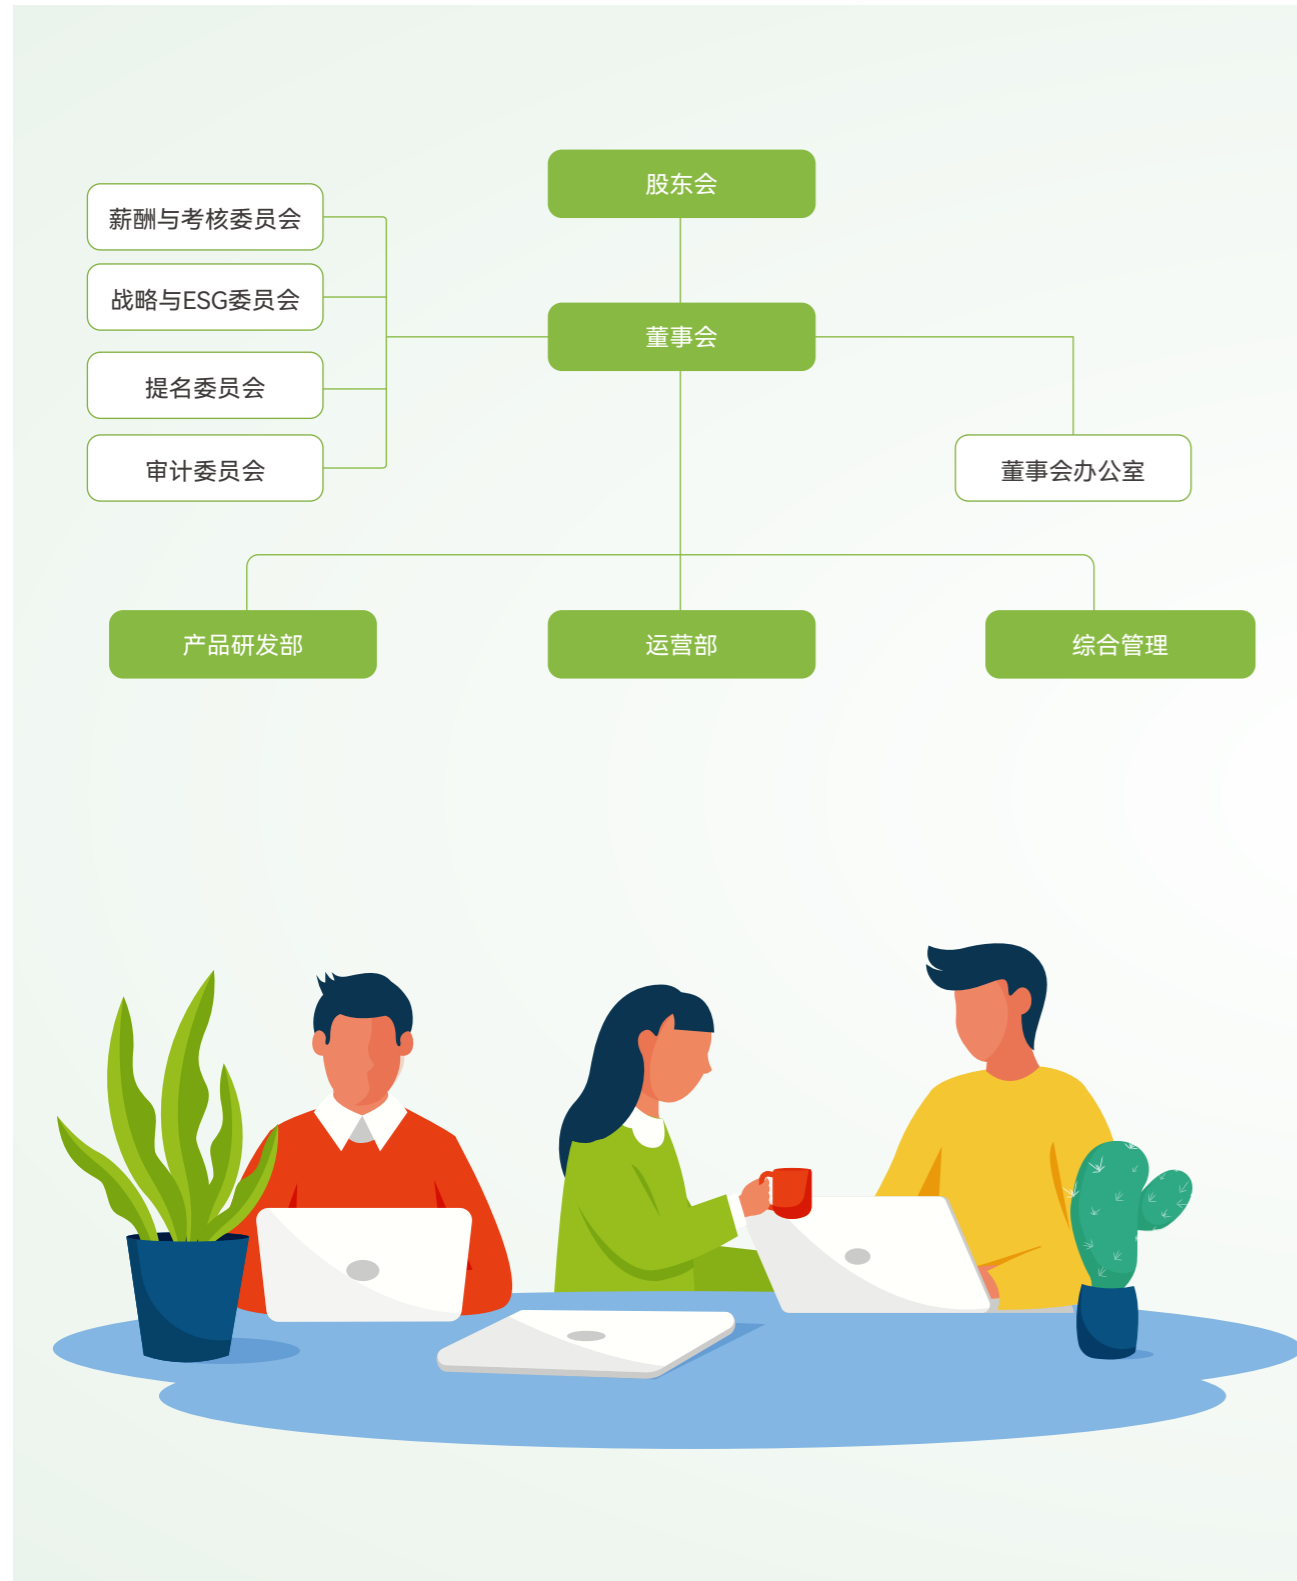 股东会
薪酬与考核委员会
战略与ESG委员会
董事会
提名委员会
审计委员会
董事会办公室
产品研发部
运营部
综合管理